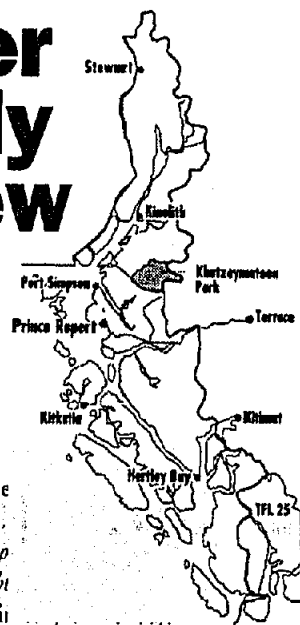 er
ly
ew
Stewart
Kincolith
Khutzeymateen
Park
Port Simpson
Prince Rupert
Terrace
Kitkatla
Kitimat
Hartley Bay
TFL 25
e
p